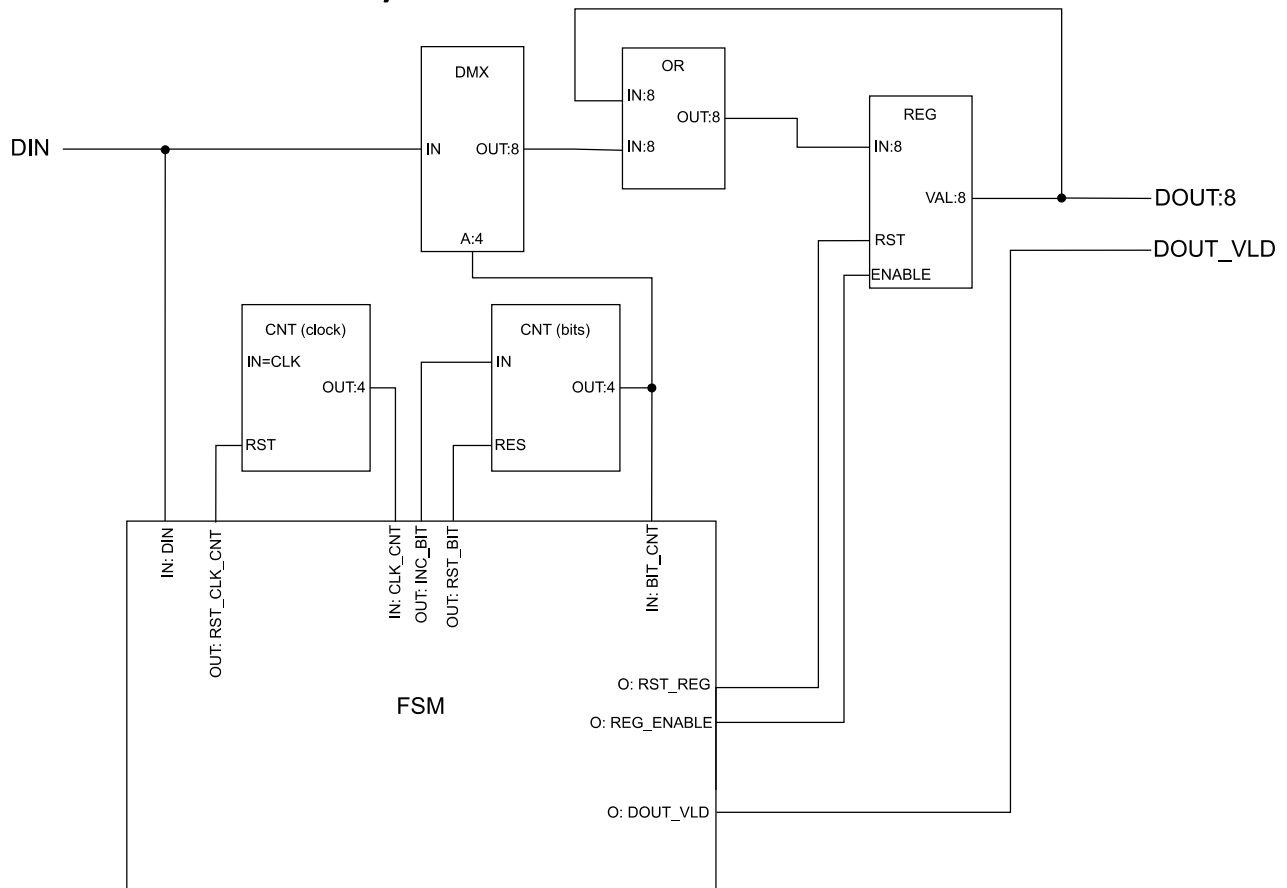 DMX
OR
IN:8
OUT:8
REG
DIN
IN
OUT:8
IN:8
IN:8
VAL:8
DOUT:8
A:4
RST
DOUT_VLD
ENABLE
CNT (clock)
IN=CLK
OUT:4
RST
CNT (bits)
IN
OUT:4
RES
IN: DIN
OUT: RST_CLK_CNT
IN: CLK_CNT
OUT: INC_BIT
OUT: RST_BIT
IN: BIT_CNT
O: RST_REG
FSM
O: REG_ENABLE
O: DOUT_VLD